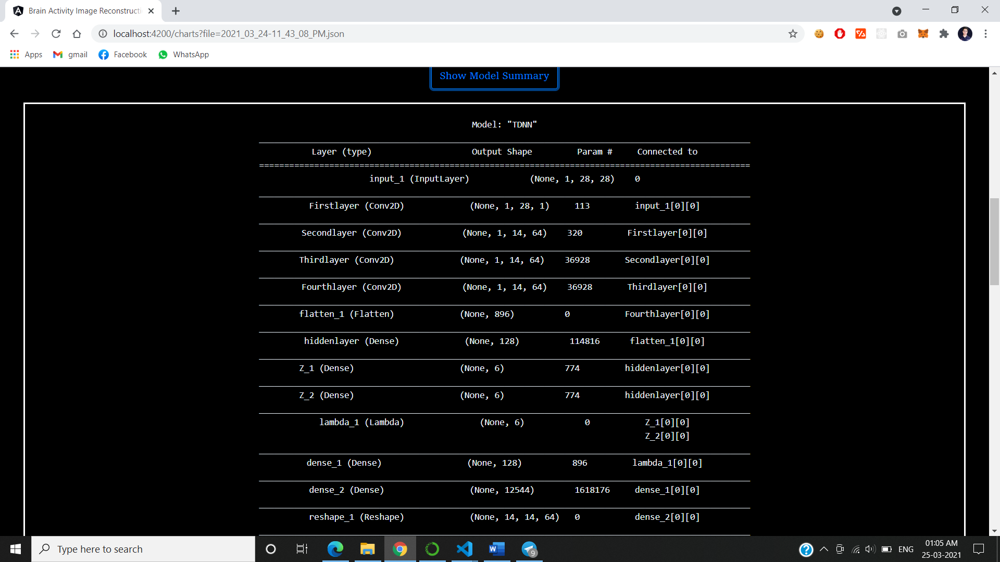 Brain Activity Image Reconstructi
localhost:4200/charts?file=2021_03_24-11_43_08_PM.json
Apps gmail Facebook WhatsApp
Show Model Summary
Model: "TDNN"
Layer (type) Output Shape Param # Connected to
input_1 (InputLayer) (None, 1, 28, 28) 0
Firstlayer (Conv2D) (None, 1, 28, 1) 113 input_1[0][0]
Secondlayer (Conv2D) (None, 1, 14, 64) 320 Firstlayer[0][0]
Thirdlayer (Conv2D) (None, 1, 14, 64) 36928 Secondlayer[0][0]
Fourthlayer (Conv2D) (None, 1, 14, 64) 36928 Thirdlayer[0][0]
flatten_1 (Flatten) (None, 896) 0 Fourthlayer[0][0]
hiddenlayer (Dense) (None, 128) 114816 flatten_1[0][0]
Z_1 (Dense) (None, 6) 774 hiddenlayer[0][0]
Z_2 (Dense) (None, 6) 774 hiddenlayer[0][0]
lambda_1 (Lambda) (None, 6) 0 Z_1[0][0]
Z_2[0][0]
dense_1 (Dense) (None, 128) 896 lambda_1[0][0]
dense_2 (Dense) (None, 12544) 1618176 dense_1[0][0]
reshape_1 (Reshape) (None, 14, 14, 64) 0 dense_2[0][0]
Type here to search
9
ENG
01:05 AM
25-03-2021